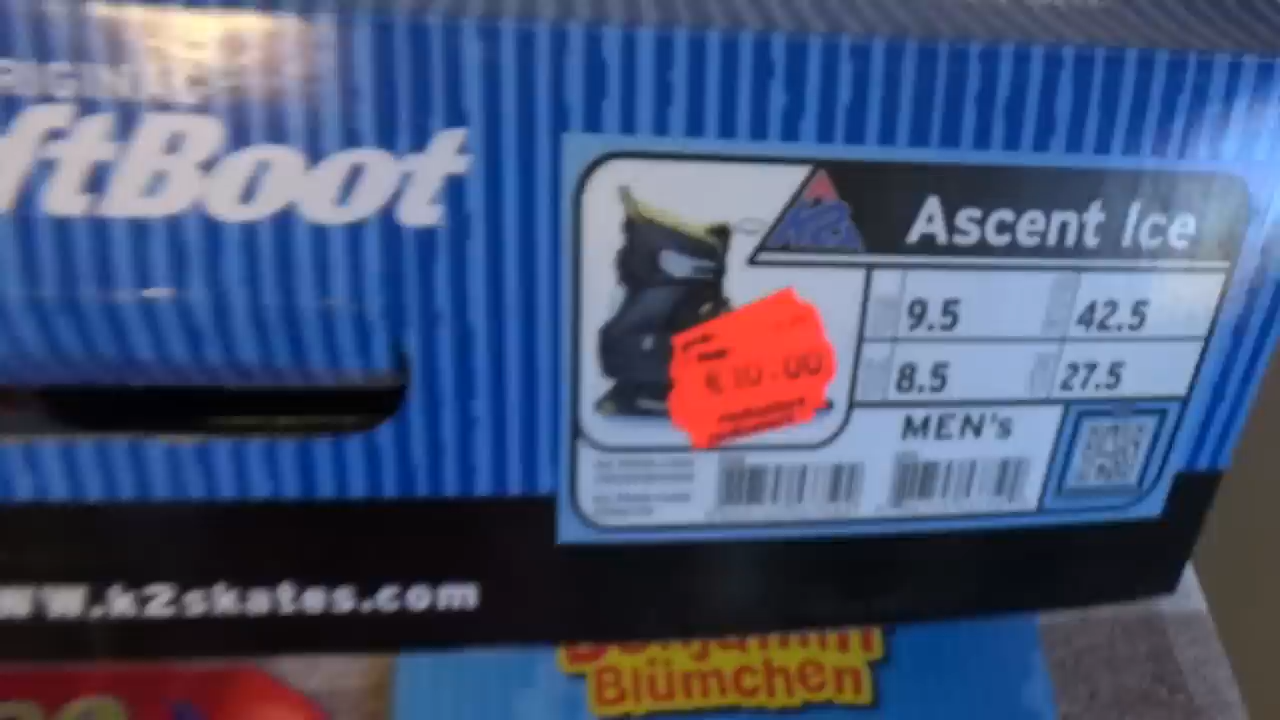 ftBoot
K2
Ascent Ice
9.5 42.5
8.5 27.5
€10.00
MEN's
www.k2skates.com
Benjamin
Blümchen